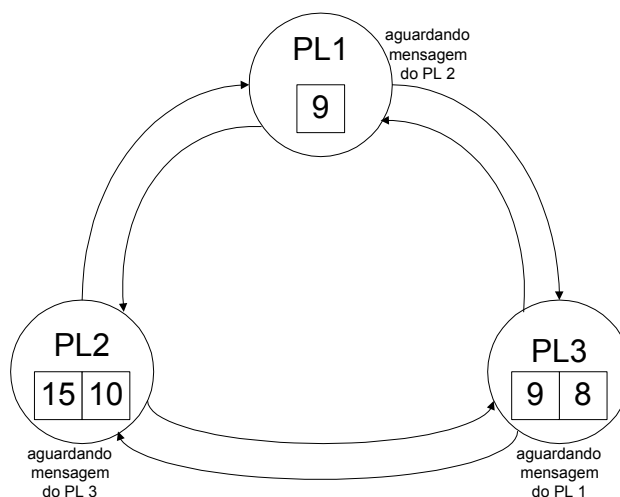 PL1
aguardando
mensagem
do PL 2
9
PL2
15 10
aguardando
mensagem
do PL 3
PL3
9 8
aguardando
mensagem
do PL 1